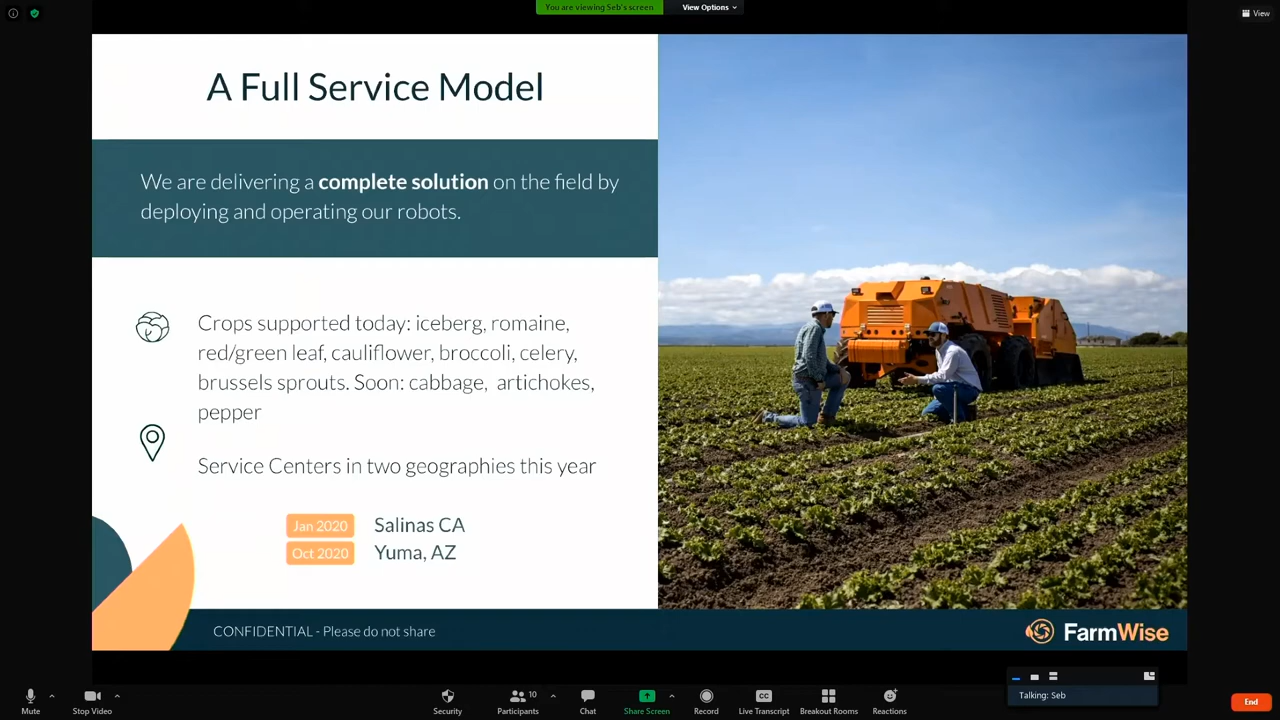 You are viewing Seb's screen
View Options
View
A Full Service Model
We are delivering a complete solution on the field by
deploying and operating our robots.
Crops supported today: iceberg, romaine,
red/green leaf, cauliflower, broccoli, celery,
brussels sprouts. Soon: cabbage, artichokes,
pepper
Service Centers in two geographies this year
Jan 2020 Salinas CA
Oct 2020 Yuma, AZ
CONFIDENTIAL - Please do not share
FarmWise
Talking: Seb
Mute
Stop Video
Security
10
Participants
Chat
Share Screen
Record
CC
Live Transcript
Breakout Rooms
Reactions
End